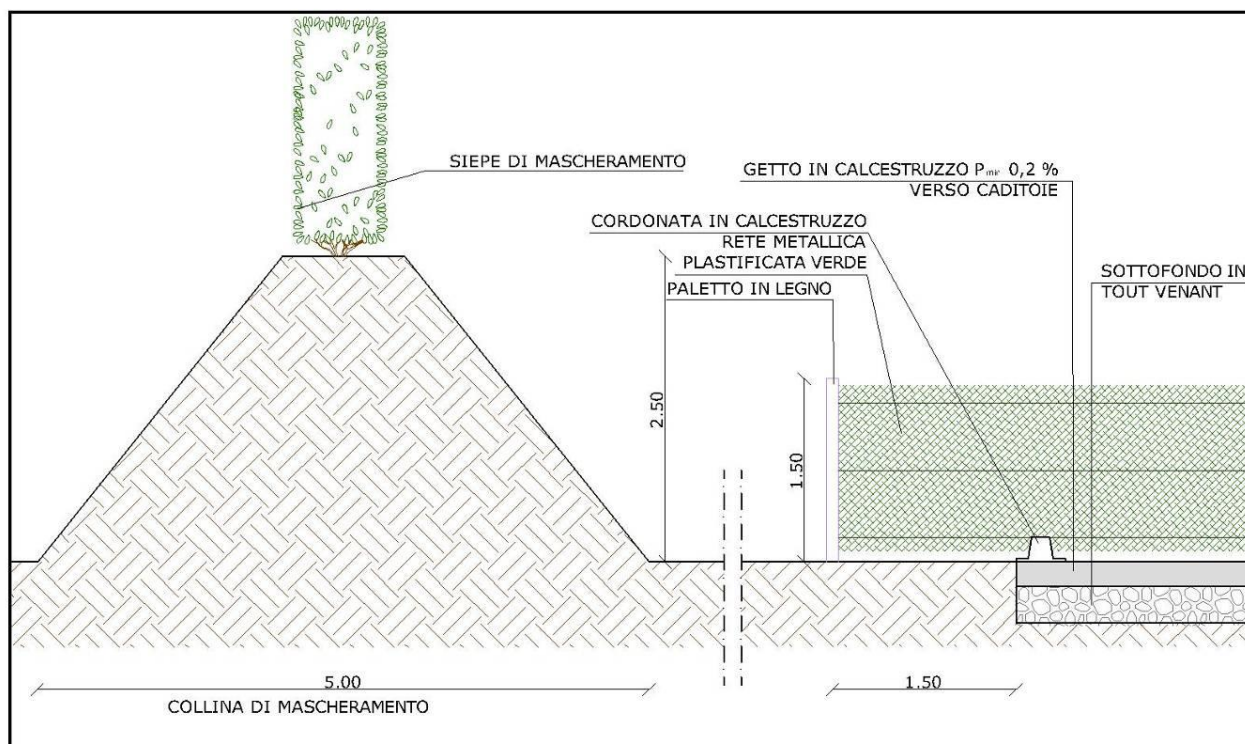 SIEPE DI MASCHERAMENTO
GETTO IN CALCESTRUZZO Pmin 0,2 %
VERSO CADITOIE
CORDONATA IN CALCESTRUZZO
RETE METALLICA
PLASTIFICATA VERDE
PALETTO IN LEGNO
SOTTOFONDO IN
TOUT VENANT
2.50
1.50
5.00
COLLINA DI MASCHERAMENTO
1.50